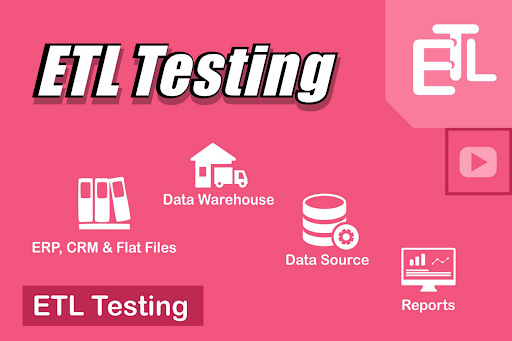 ETL Testing
ETL
Data Warehouse
ERP, CRM & Flat Files
Data Source
Reports
ETL Testing